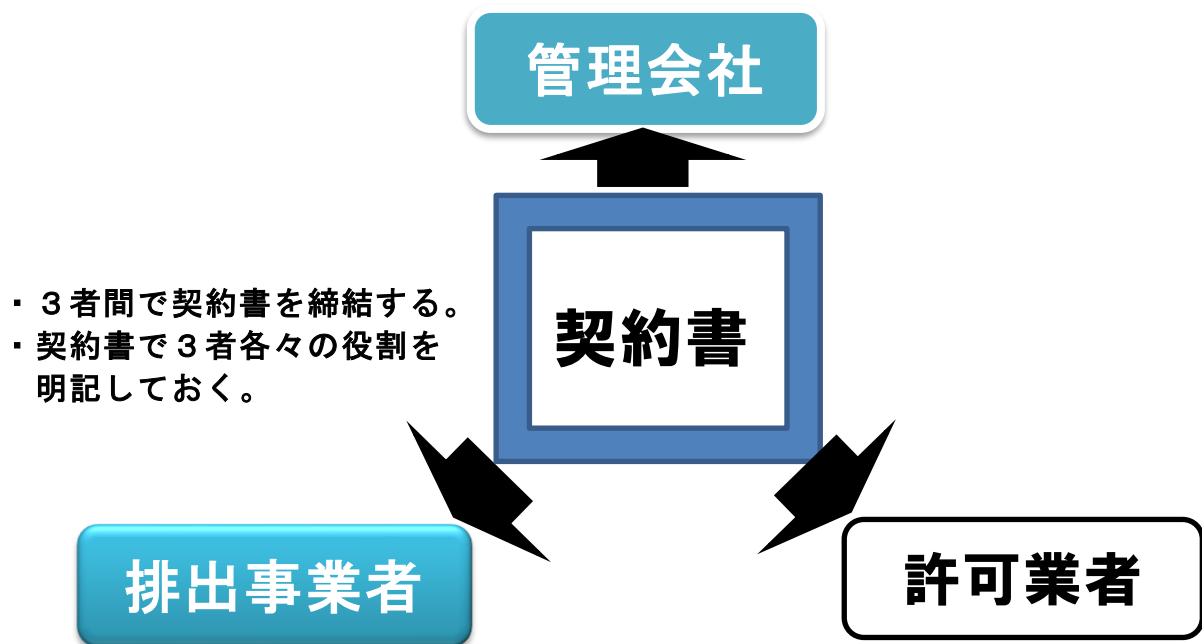 管理会社
・３者間で契約書を締結する。
・契約書で３者各々の役割を
明記しておく。
契約書
排出事業者
許可業者